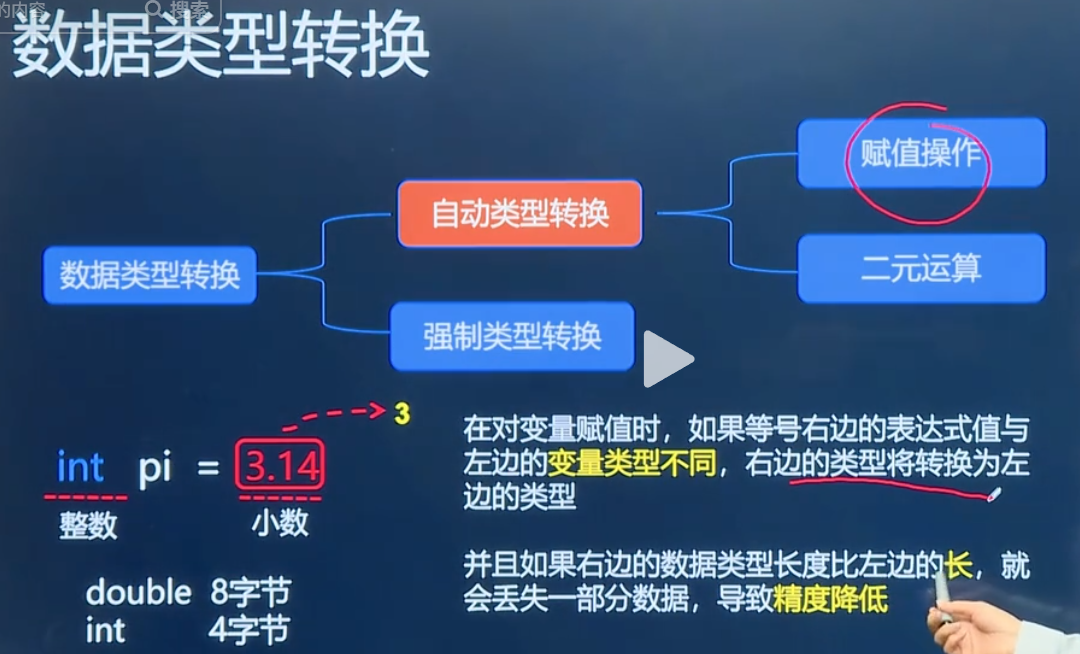 的内容 搜索
数据类型转换
赋值操作
自动类型转换
二元运算
数据类型转换
强制类型转换
3
int pi = 3.14
整数 小数
double 8字节
int 4字节
在对变量赋值时，如果等号右边的表达式值与
左边的变量类型不同，右边的类型将转换为左
边的类型
并且如果右边的数据类型长度比左边的长，就
会丢失一部分数据，导致精度降低